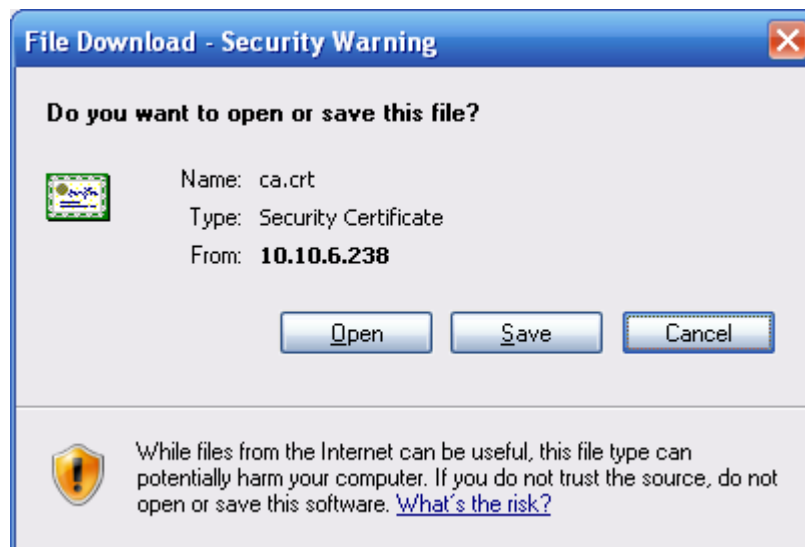 File Download - Security Warning
Do you want to open or save this file?
Name: ca.crt
Type: Security Certificate
From: 10.10.6.238
Open Save Cancel
While files from the Internet can be useful, this file type can
potentially harm your computer. If you do not trust the source, do not
open or save this software. What's the risk?